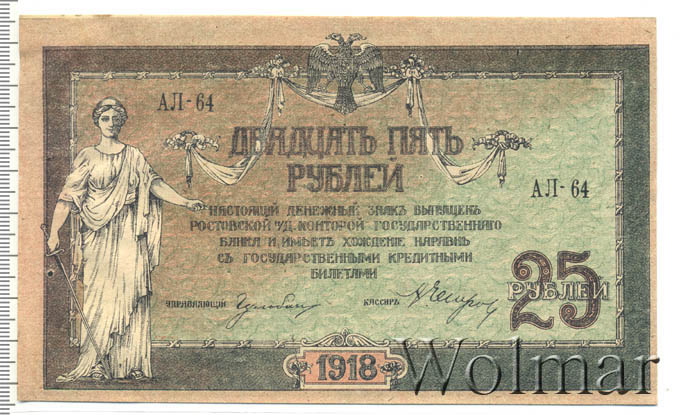 АЛ-64
ДВАДЦАТЬ ПЯТЬ
РУБЛЕЙ
АЛ-64
НАСТОЯЩІЙ ДЕНЕЖНЫЙ ЗНАКЪ ВЫПУЩЕНЪ
РОСТОВСКОЙ Н/Д. КОНТОРОЙ ГОСУДАРСТВЕННАГО
БАНКА И ИМѢЕТЪ ХОЖДЕНІЕ НАРАВНѢ
СЪ ГОСУДАРСТВЕННЫМИ КРЕДИТНЫМИ
БИЛЕТАМИ
УПРАВЛЯЮЩІЙ
КАССИРЪ
25
РУБЛЕЙ
1918
Wolmar